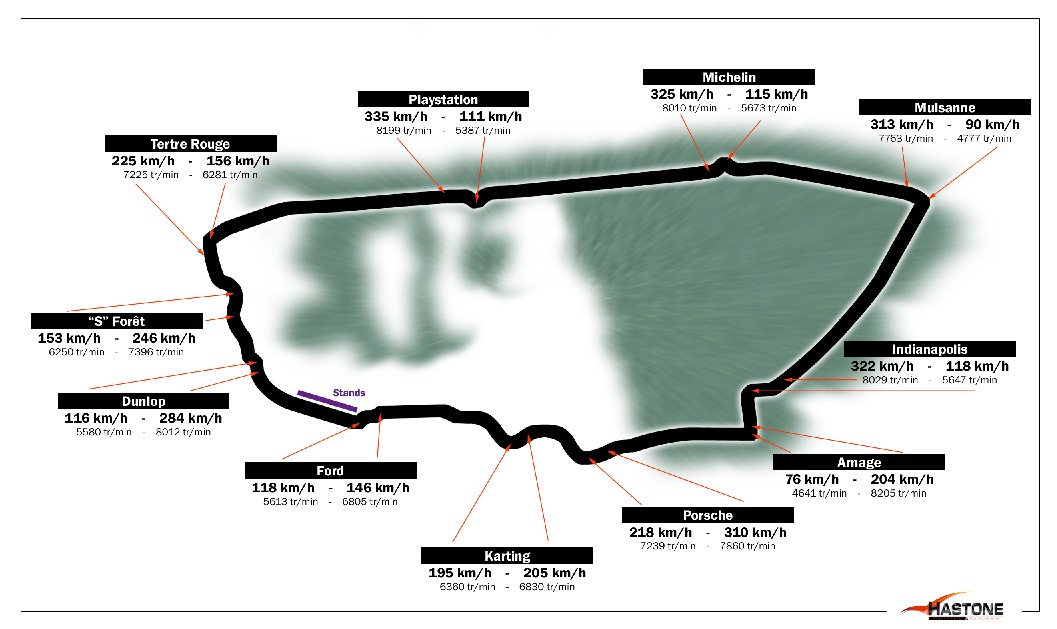 Michelin
325 km/h - 115 km/h
8010 tr/min - 5673 tr/min
Playstation
335 km/h - 111 km/h
8199 tr/min - 5387 tr/min
Mulsanne
313 km/h - 90 km/h
7763 tr/min - 4777 tr/min
Tertre Rouge
225 km/h - 156 km/h
7225 tr/min - 6281 tr/min
“S” Forêt
153 km/h - 246 km/h
6250 tr/min - 7396 tr/min
Indianapolis
322 km/h - 118 km/h
8029 tr/min - 5647 tr/min
Stands
Dunlop
116 km/h - 284 km/h
5580 tr/min - 8012 tr/min
Ford
118 km/h - 146 km/h
5613 tr/min - 6805 tr/min
Arnage
76 km/h - 204 km/h
4641 tr/min - 8205 tr/min
Porsche
218 km/h - 310 km/h
7239 tr/min - 7860 tr/min
Karting
195 km/h - 205 km/h
6360 tr/min - 6830 tr/min
HASTONE